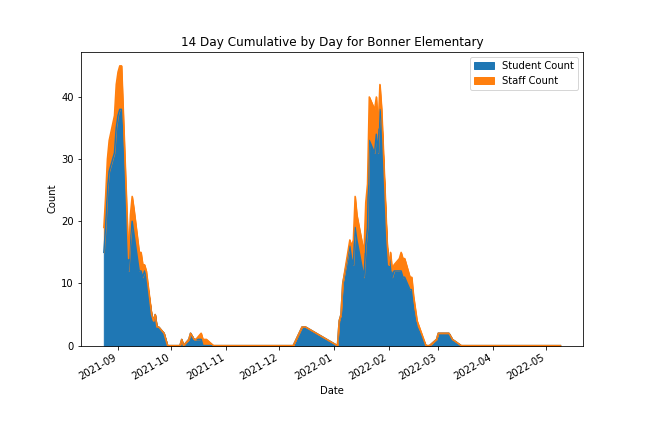 14 Day Cumulative by Day for Bonner Elementary
Student Count
Staff Count
Count
40
30
20
10
0
2021-09
2021-10
2021-11
2021-12
2022-01
2022-02
2022-03
2022-04
2022-05
Date